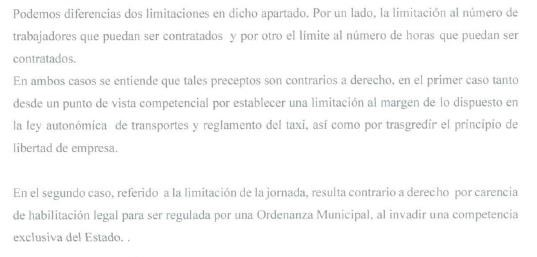 Podemos diferencias dos limitaciones en dicho apartado. Por un lado, la limitación al número de
trabajadores que puedan ser contratados y por otro el límite al número de horas que puedan ser
contratados.
En ambos casos se entiende que tales preceptos son contrarios a derecho, en el primer caso tanto
desde un punto de vista competencial por establecer una limitación al margen de lo dispuesto en
la ley autonómica de transportes y reglamento del taxi, así como por trasgredir el principio de
libertad de empresa.
En el segundo caso, referido a la limitación de la jornada, resulta contrario a derecho por carencia
de habilitación legal para ser regulada por una Ordenanza Municipal, al invadir una competencia
exclusiva del Estado. .